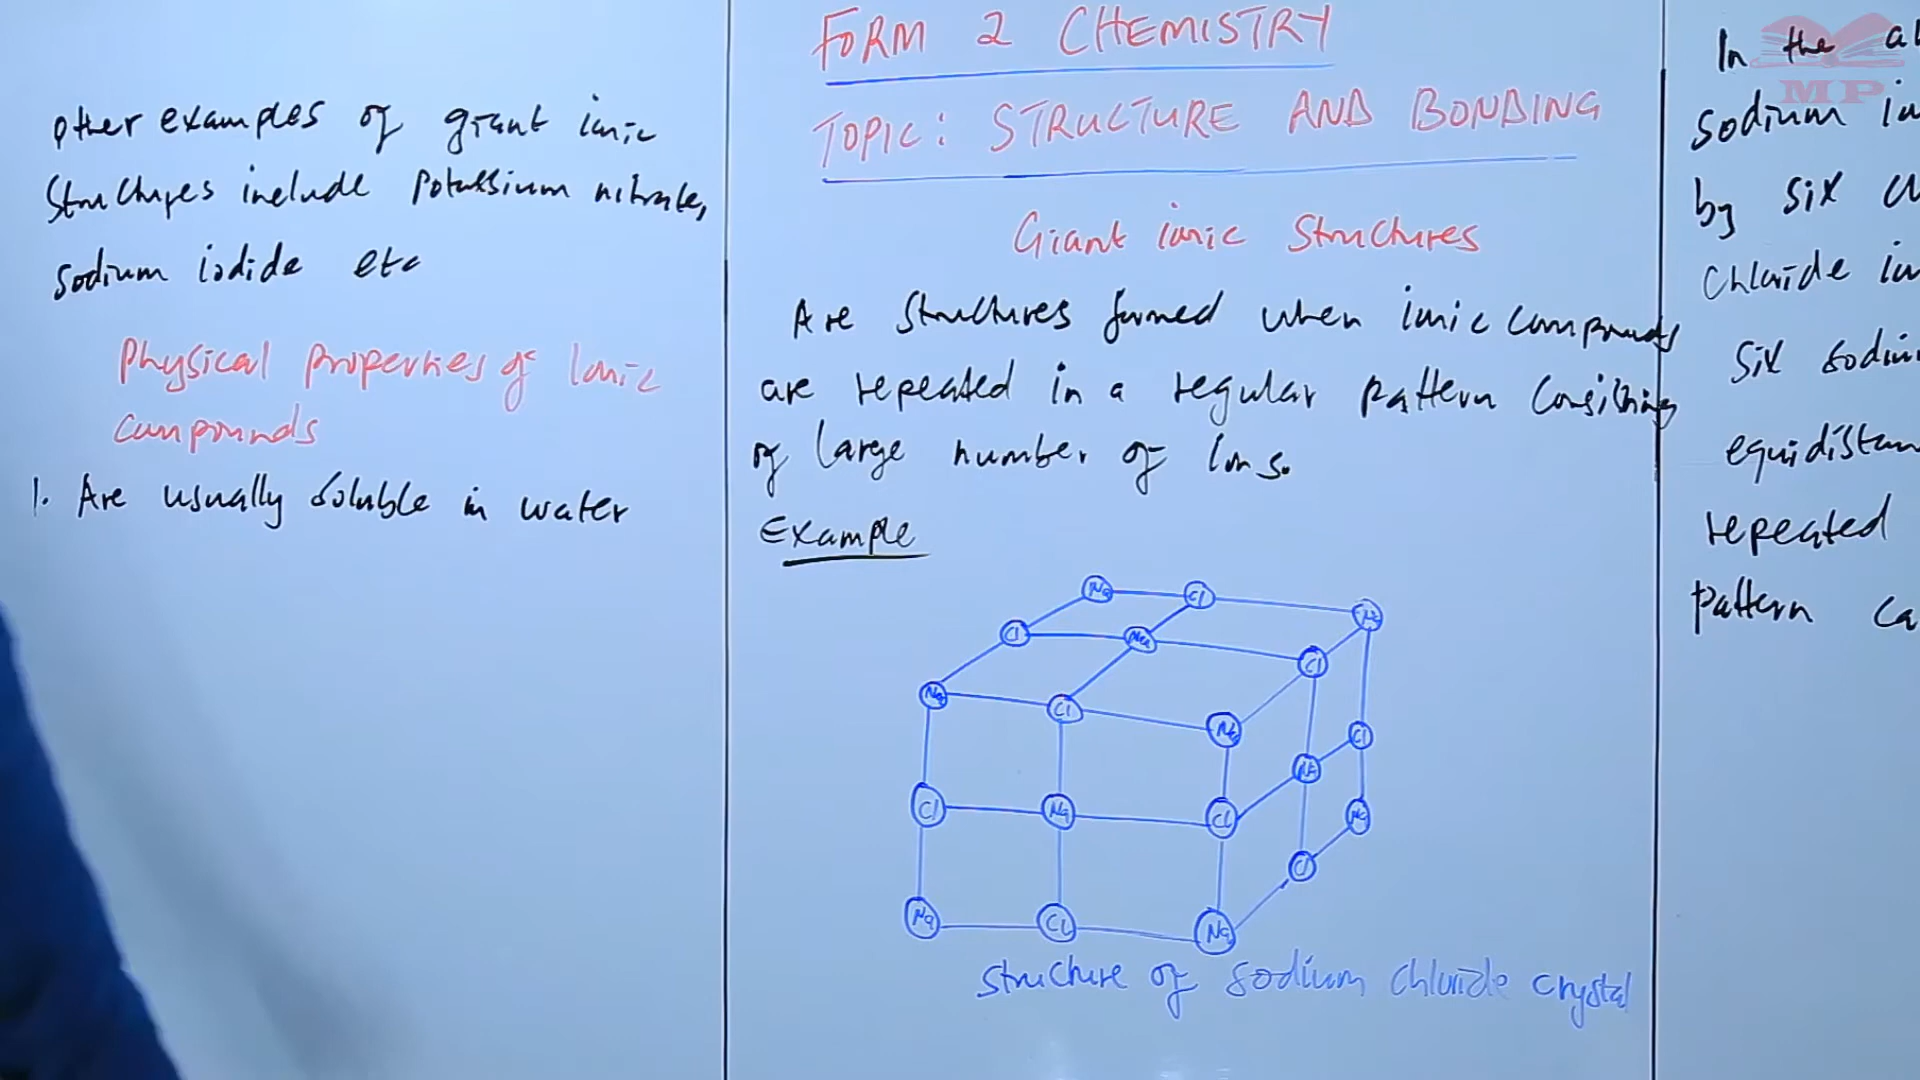 Other examples of giant ionic
Structures include Potassium nitrate,
Sodium iodide etc
Physical properties of Ionic
Compounds
1. Are usually Soluble in water
FORM 2 CHEMISTRY
TOPIC: STRUCTURE AND BONDING
Giant ionic Structures
Are Structures formed when ionic compounds
are repeated in a regular pattern Consisting
of large number of Ions.
Example
Na Cl Na
Cl Na Cl
Na Cl Na
Na Cl
Cl Na Cl Na
Cl
Na Cl Na
Structure of Sodium Chloride crystal
In the
Sodium
by Six
Chloride
Six
repeated
pattern
MP